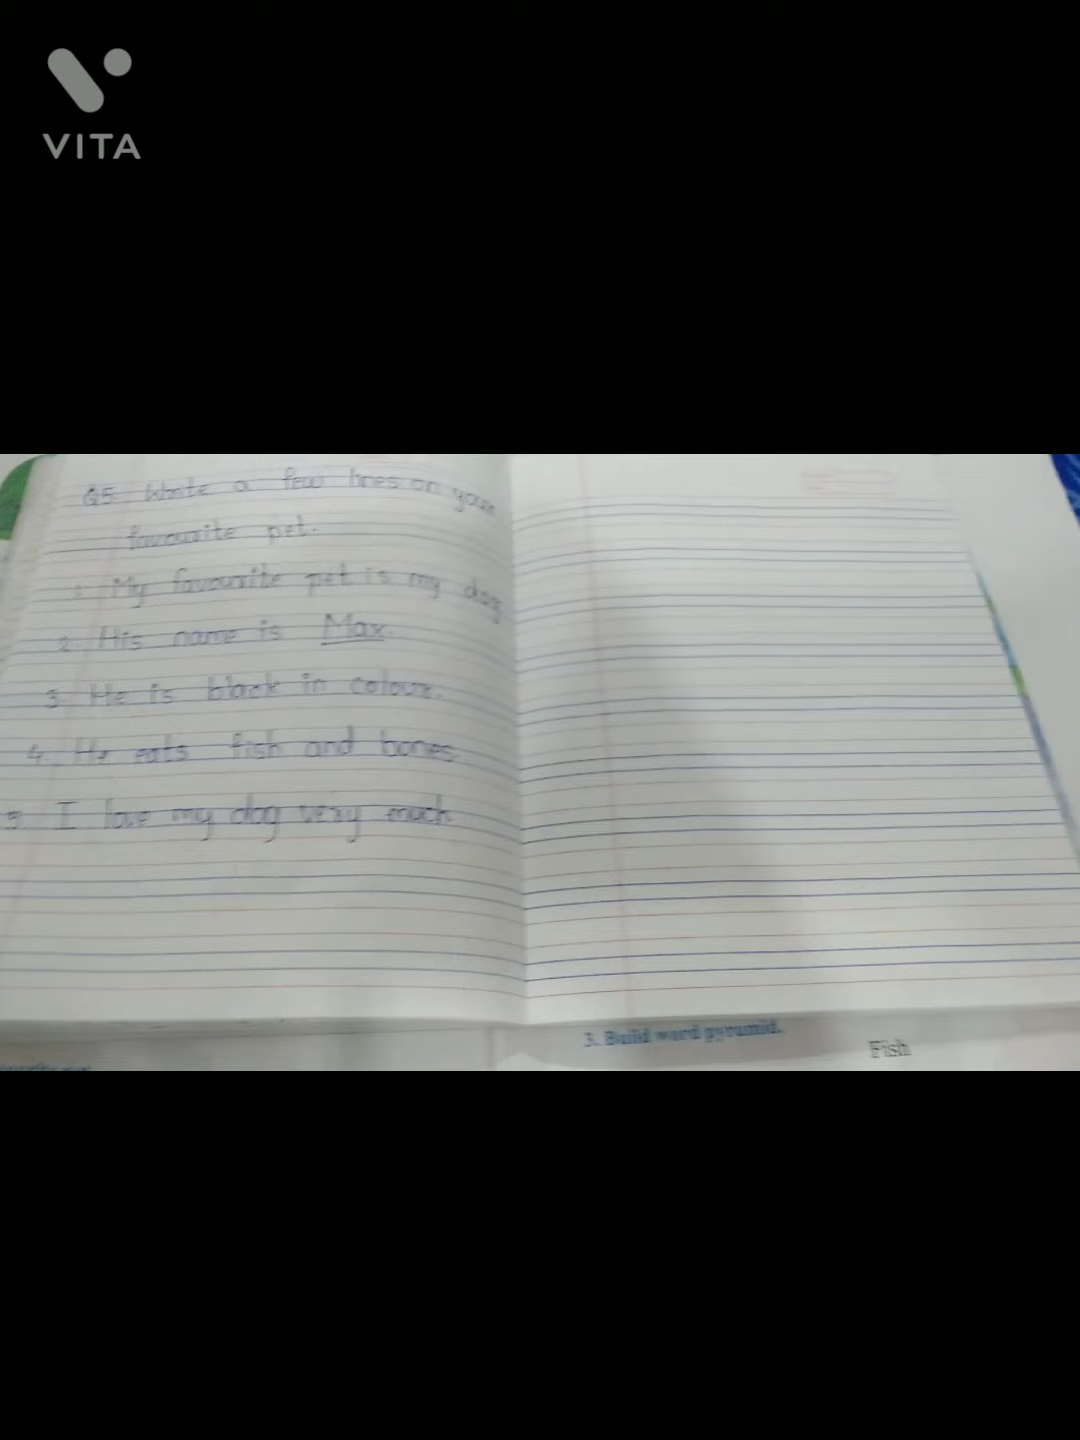 VITA
Q5 Write a few lines on your
favourite pet.
1. My favourite pet is my dog
2. His name is Max.
3. He is black in colour.
4. He eats fish and bones.
5 I love my dog very much
3. Build word pyramid.
Fish